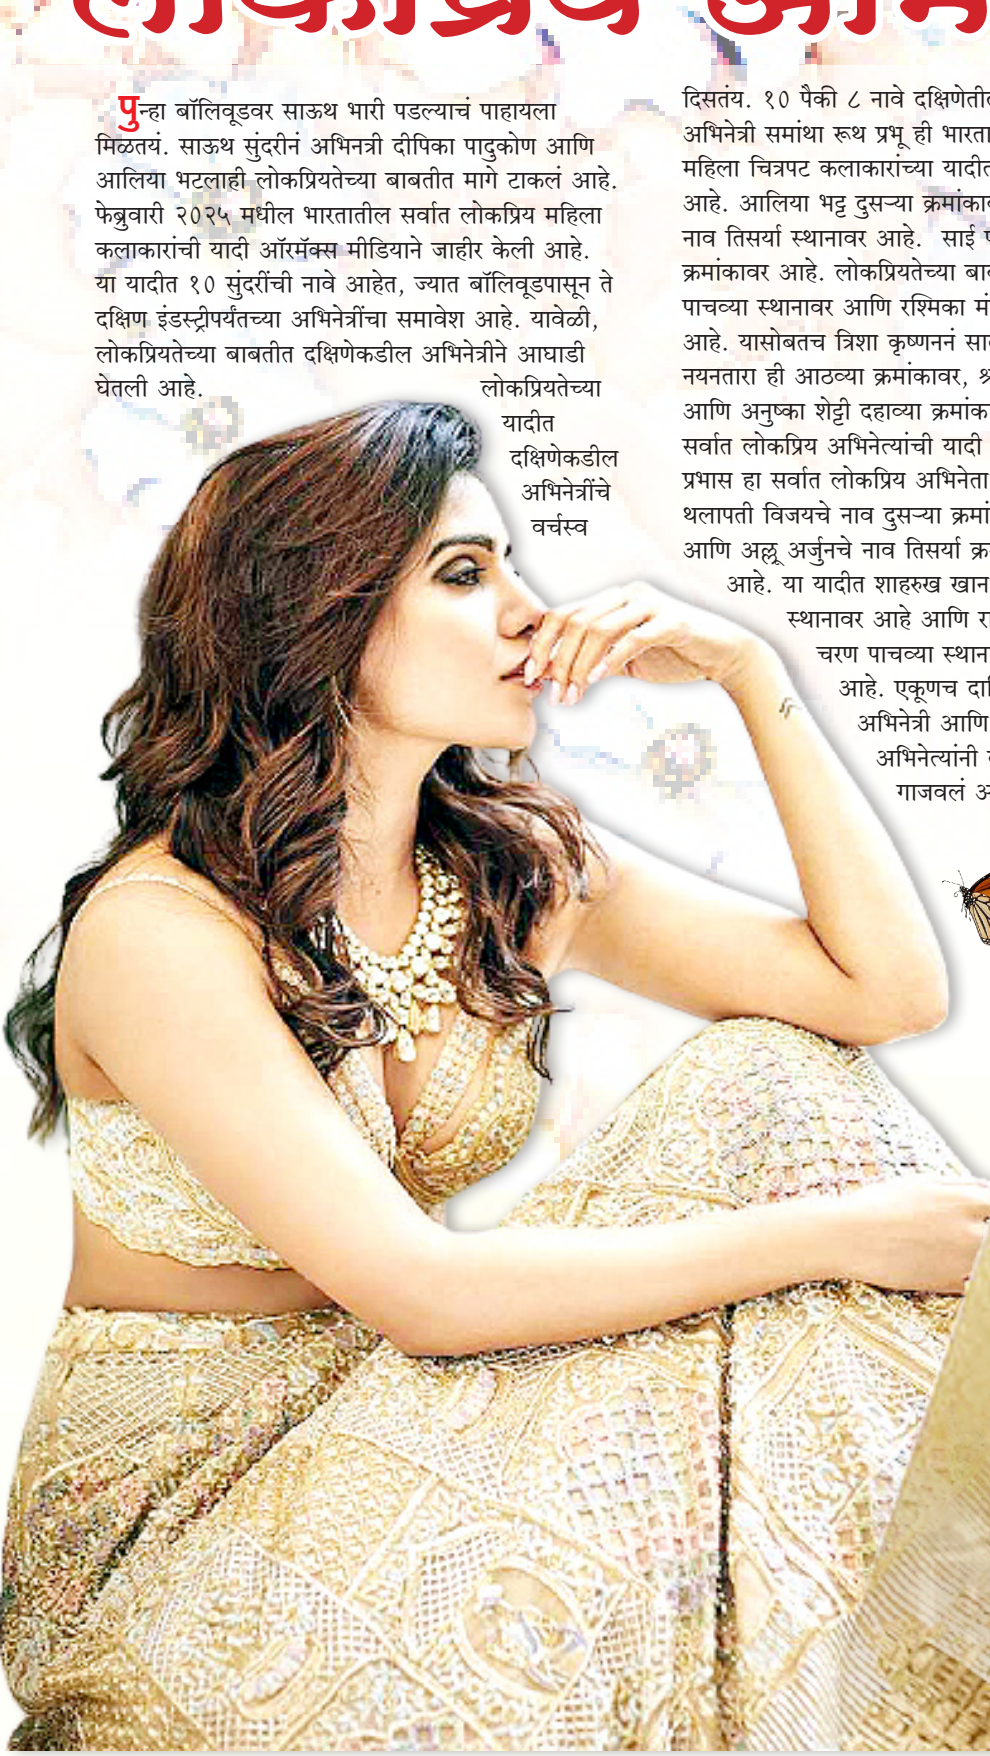 लोकप्रिय
पुन्हा बॉलिवूडवर साऊथ भारी पडल्याचं पाहायला
मिळतयं. साऊथ सुंदरीनं अभिनत्री दीपिका पादुकोण आणि
आलिया भटलाही लोकप्रियतेच्या बाबतीत मागे टाकलं आहे.
फेब्रुवारी २०२५ मधील भारतातील सर्वात लोकप्रिय महिला
कलाकारांची यादी ऑरमॅक्स मीडियाने जाहीर केली आहे.
या यादीत १० सुंदरींची नावे आहेत, ज्यात बॉलिवूडपासून ते
दक्षिण इंडस्ट्रीपर्यंतच्या अभिनेत्रींचा समावेश आहे. यावेळी,
लोकप्रियतेच्या बाबतीत दक्षिणेकडील अभिनेत्रीने आघाडी
घेतली आहे. लोकप्रियतेच्या
यादीत
दक्षिणेकडील
अभिनेत्रींचे
वर्चस्व
दिसतंय. १० पैकी ८ नावे
अभिनेत्री समांथा रूथ प्रभू ही
महिला चित्रपट कलाकारांच्या यादीत
आहे. आलिया भट्ट दुसऱ्या
नाव तिसर्या स्थानावर आहे. साई
क्रमांकावर आहे. लोकप्रियतेच्या
पाचव्या स्थानावर आणि रश्मिका
आहे. यासोबतच त्रिशा कृष्णननं
नयनतारा ही आठव्या क्रमांकावर,
आणि अनुष्का शेट्टी दहाव्या
सर्वात लोकप्रिय अभिनेत्यांची यादी
प्रभास हा सर्वात लोकप्रिय अभिनेता
थलापती विजयचे नाव दुसऱ्या
आणि अल्लू अर्जुनचे नाव तिसर्या
आहे. या यादीत शाहरुख खान
स्थानावर आहे आणि
चरण पाचव्या
आहे. एकूणच
अभिनेत्री आणि
अभिनेत्यांनी
गाजवलं